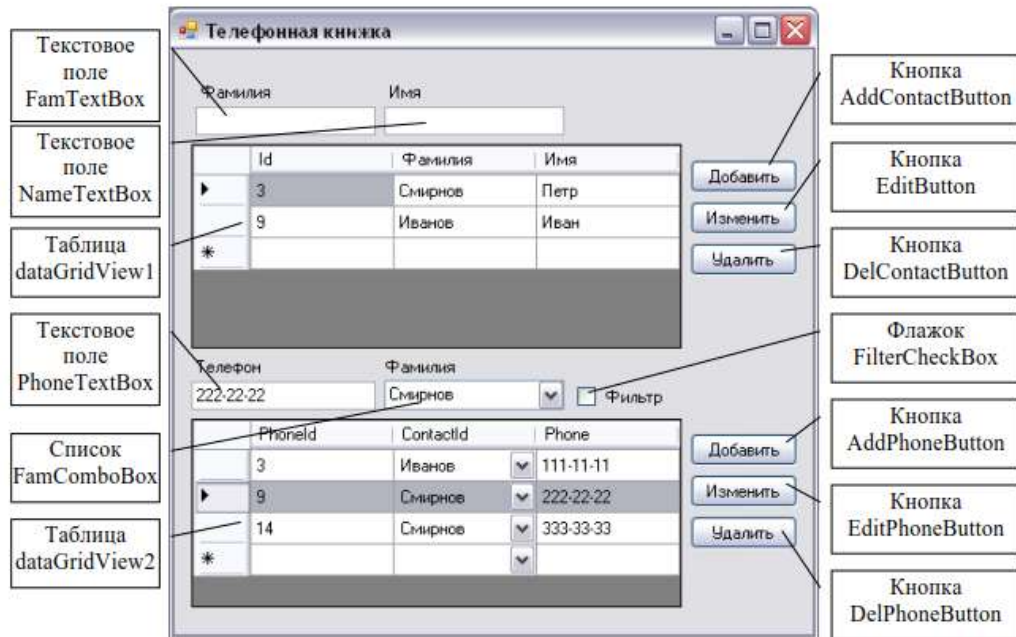 Телефонная книжка
Текстовое
поле
FamTextBox
Текстовое
поле
NameTextBox
Таблица
dataGridView1
Текстовое
поле
PhoneTextBox
Список
FamComboBox
Таблица
dataGridView2
Фамилия Имя
Id Фамилия Имя
3 Смирнов Петр
9 Иванов Иван
*
Добавить
Изменить
Удалить
Телефон Фамилия
222-22-22 Смирнов Фильтр
PhoneId ContactId Phone
3 Иванов 111-11-11
9 Смирнов 222-22-22
14 Смирнов 333-33-33
*
Добавить
Изменить
Удалить
Кнопка
AddContactButton
Кнопка
EditButton
Кнопка
DelContactButton
Флажок
FilterCheckBox
Кнопка
AddPhoneButton
Кнопка
EditPhoneButton
Кнопка
DelPhoneButton